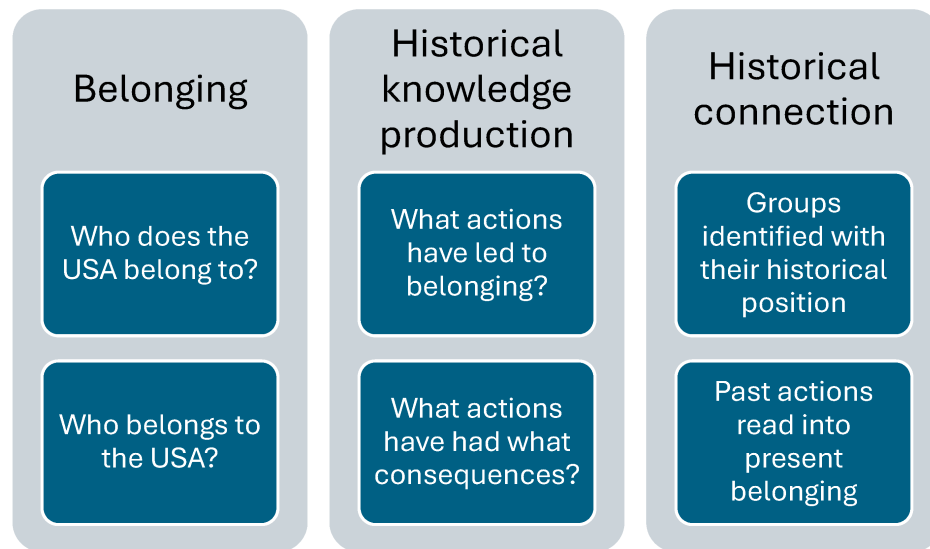 Belonging
Who does the
USA belong to?
Who belongs to
the USA?
Historical
knowledge
production
What actions
have led to
belonging?
What actions
have had what
consequences?
Historical
connection
Groups
identified with
their historical
position
Past actions
read into
present
belonging